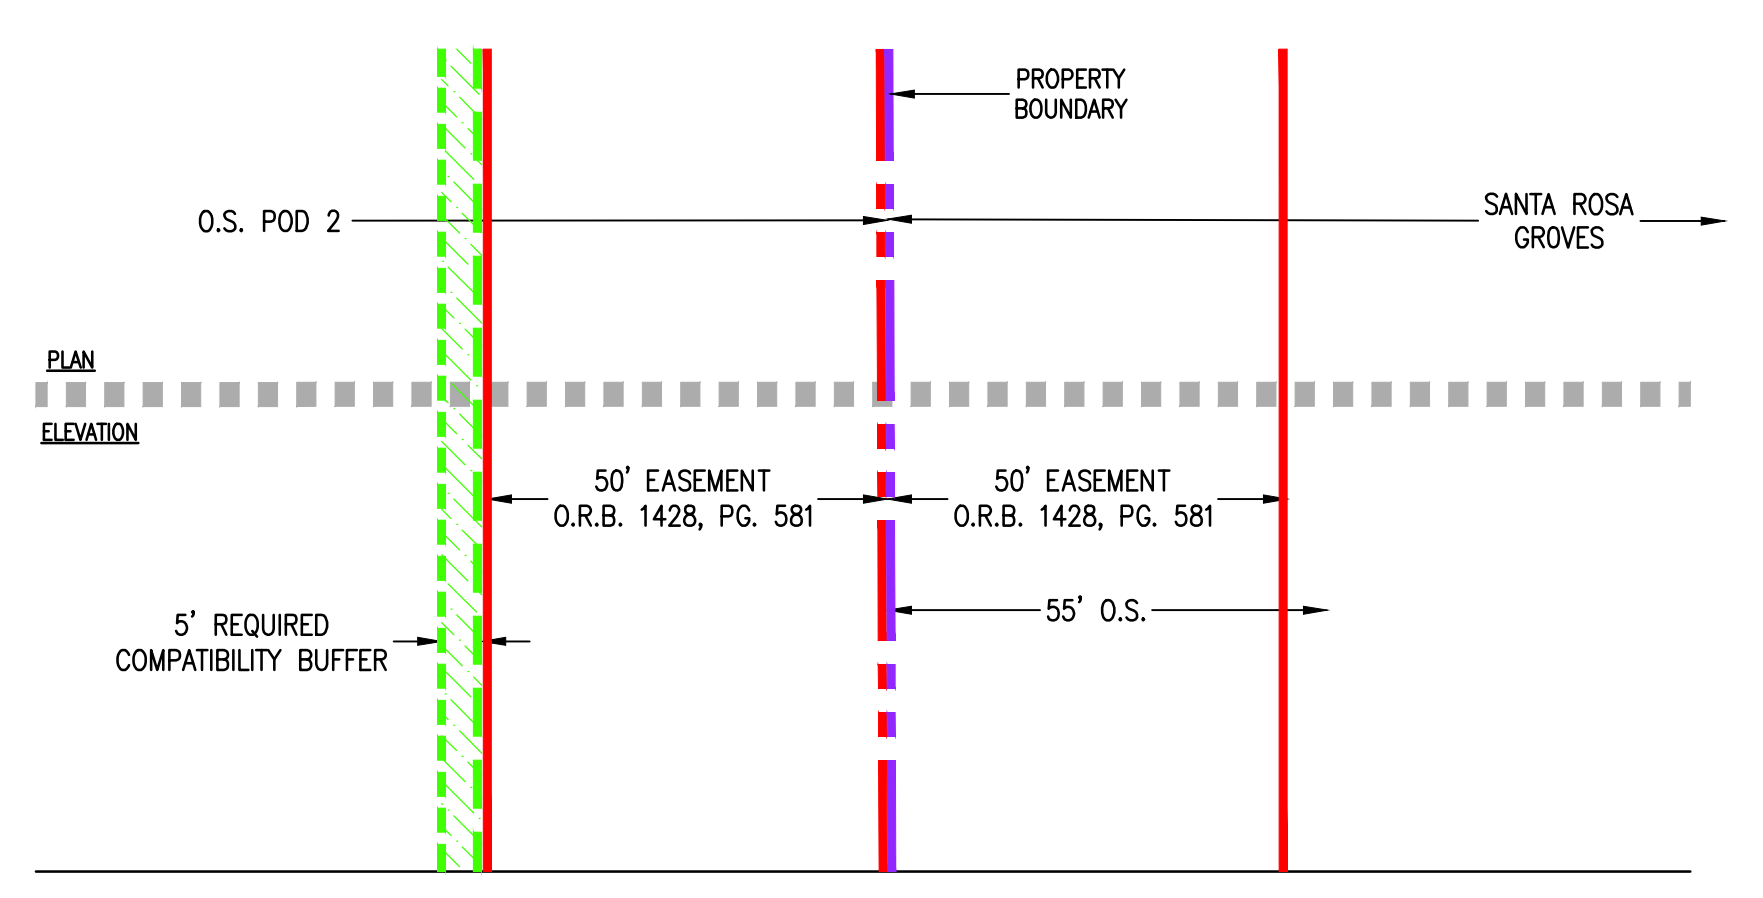 PROPERTY
BOUNDARY
O.S. POD 2
SANTA ROSA
GROVES
PLAN
ELEVATION
50' EASEMENT
O.R.B. 1428, PG. 581
50' EASEMENT
O.R.B. 1428, PG. 581
55' O.S.
5' REQUIRED
COMPATIBILITY BUFFER